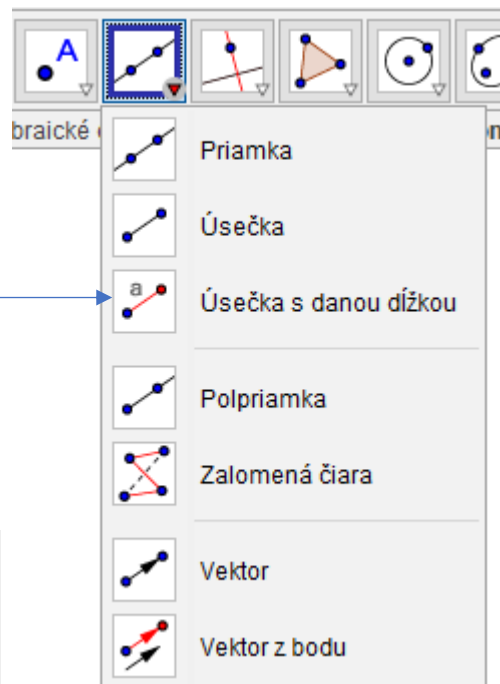 A
braické
Priamka
Úsečka
a
Úsečka s danou dĺžkou
Polpriamka
Zalomená čiara
Vektor
Vektor z bodu